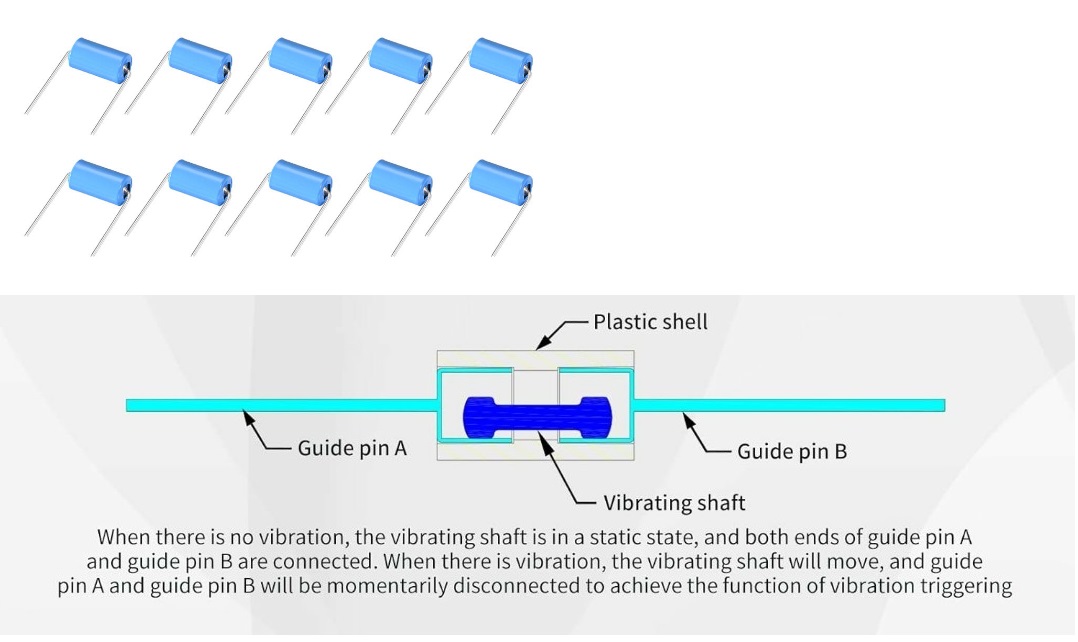 Plastic shell
Guide pin A
Guide pin B
Vibrating shaft
When there is no vibration, the vibrating shaft is in a static state, and both ends of guide pin A
and guide pin B are connected. When there is vibration, the vibrating shaft will move, and guide
pin A and guide pin B will be momentarily disconnected to achieve the function of vibration triggering